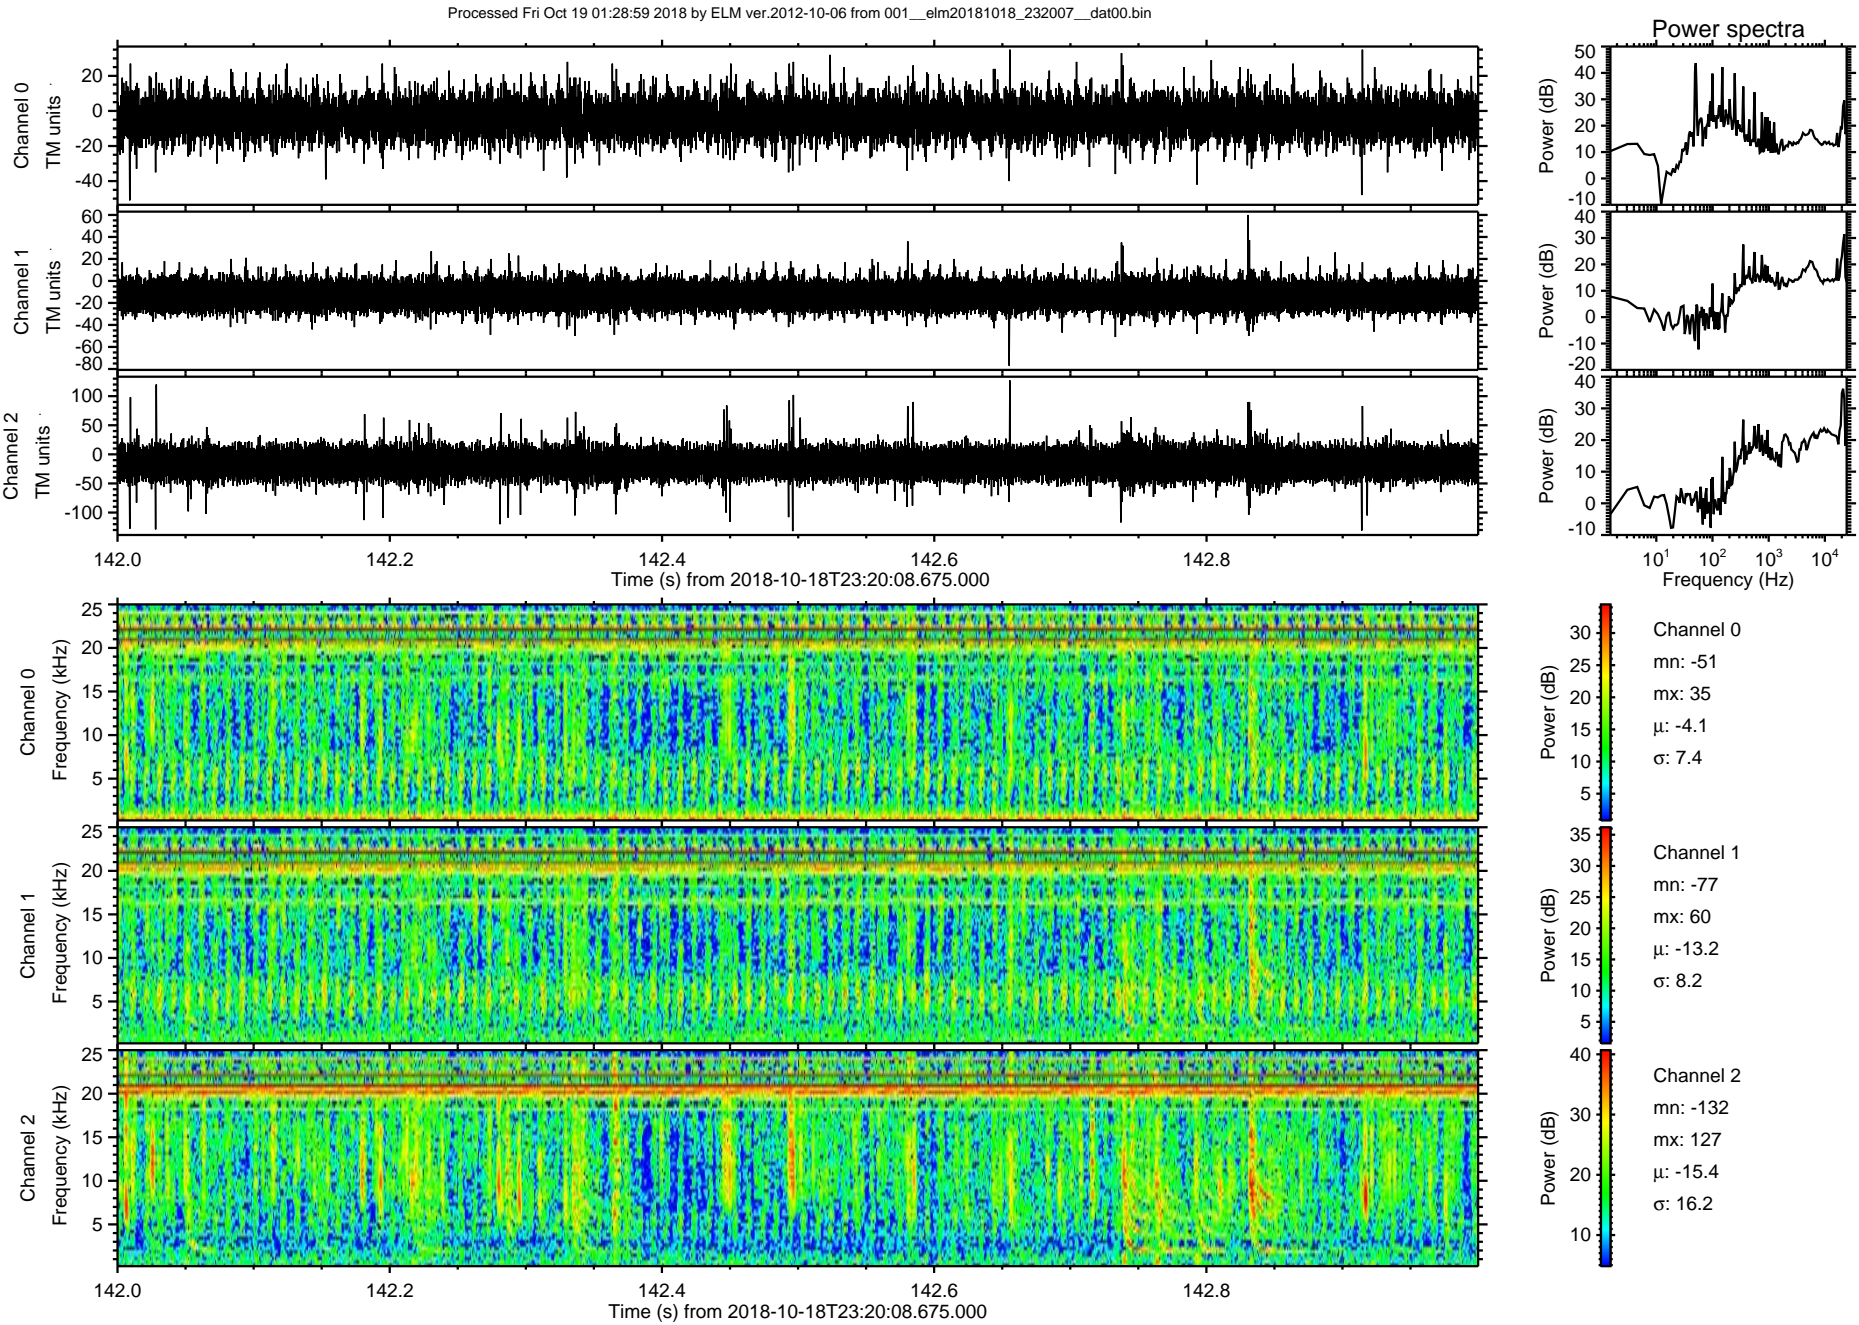 Processed Fri Oct 19 01:28:59 2018 by ELM ver.2012-10-06 from 001__elm20181018_232007__dat00.bin
Power spectra
Channel 0
TM units
20
0
-20
-40
Power (dB)
50
40
30
20
10
0
-10
Channel 1
TM units
60
40
20
0
-20
-40
-60
-80
Power (dB)
40
30
20
10
0
-10
-20
Channel 2
TM units
100
50
0
-50
-100
Power (dB)
40
30
20
10
0
-10
142.0 142.2 142.4 142.6 142.8
Time (s) from 2018-10-18T23:20:08.675.000
10^1 10^2 10^3 10^4
Frequency (Hz)
Channel 0
Frequency (kHz)
25
20
15
10
5
Power (dB)
30
25
20
15
10
5
Channel 0
mn: -51
mx: 35
μ: -4.1
σ: 7.4
Channel 1
Frequency (kHz)
25
20
15
10
5
Power (dB)
35
30
25
20
15
10
5
Channel 1
mn: -77
mx: 60
μ: -13.2
σ: 8.2
Channel 2
Frequency (kHz)
25
20
15
10
5
Power (dB)
40
30
20
10
Channel 2
mn: -132
mx: 127
μ: -15.4
σ: 16.2
142.0 142.2 142.4 142.6 142.8
Time (s) from 2018-10-18T23:20:08.675.000